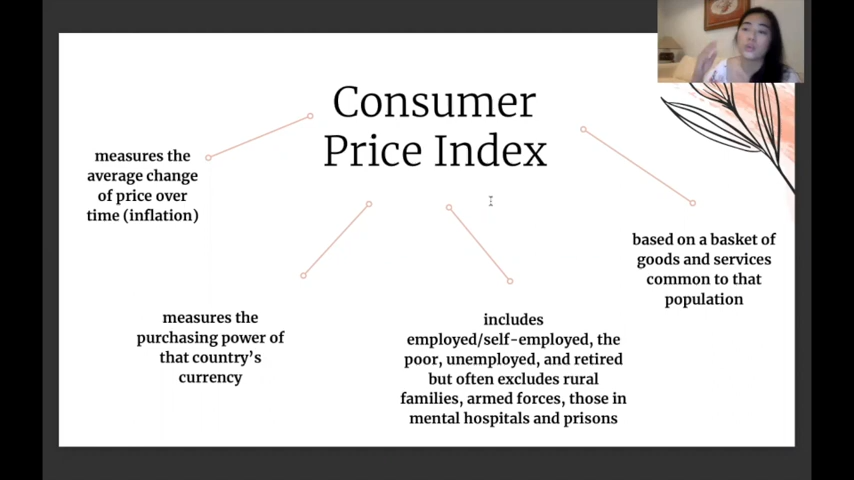 Consumer
Price Index
measures the
average change
of price over
time (inflation)
measures the
purchasing power of
that country's
currency
includes
employed/self-employed, the
poor, unemployed, and retired
but often excludes rural
families, armed forces, those in
mental hospitals and prisons
based on a basket of
goods and services
common to that
population